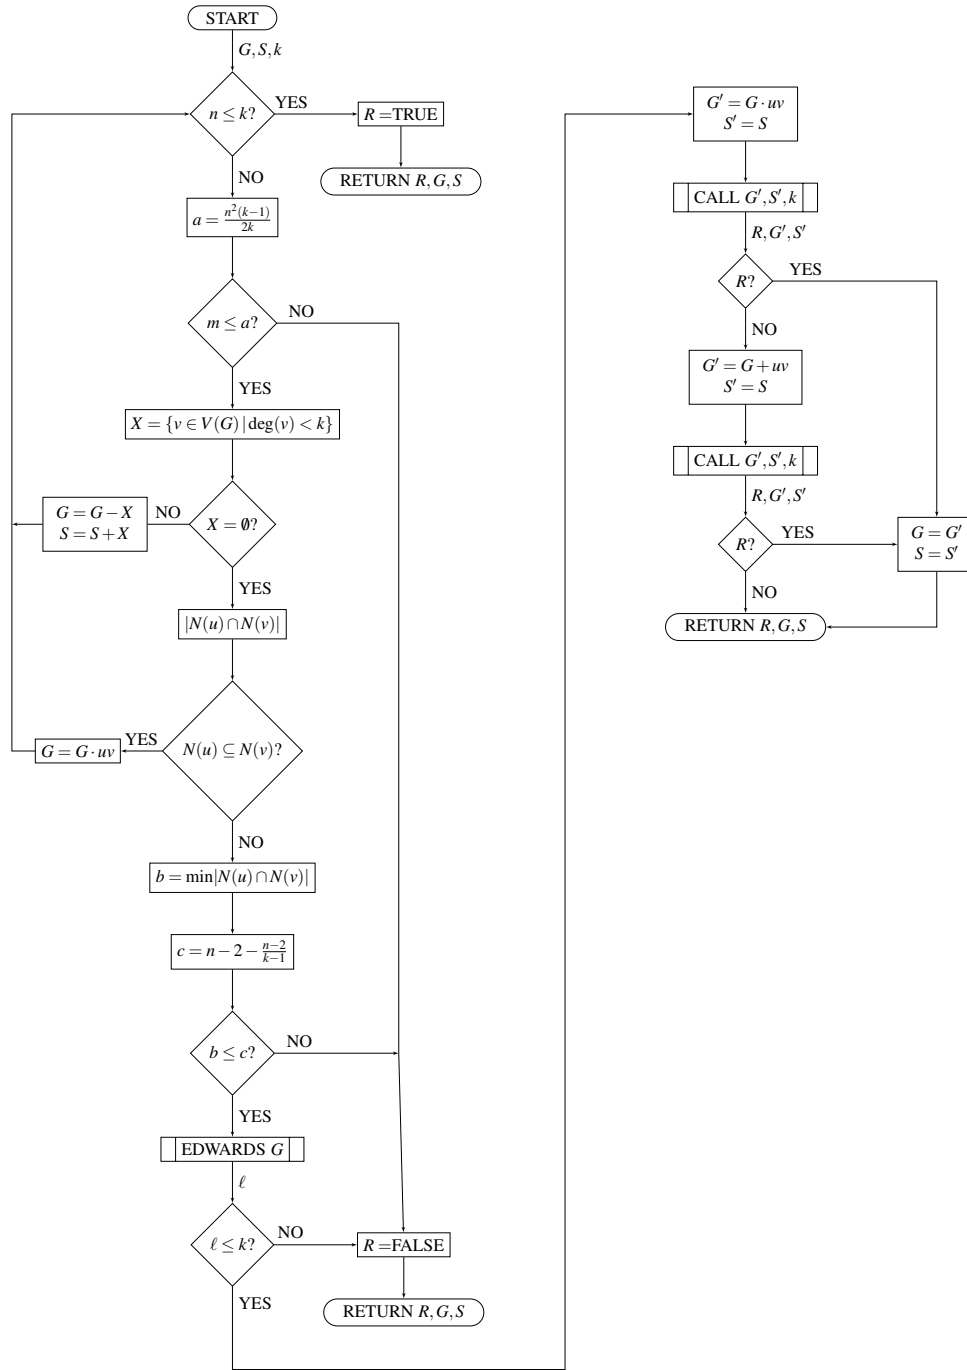 START
G, S, k
n ≤ k?
YES
R =TRUE
RETURN R, G, S
NO
a = n²(k−1)/2k
m ≤ a?
NO
YES
X = {v ∈ V(G) | deg(v) < k}
X = ∅?
NO
G = G − X
S = S + X
YES
|N(u) ∩ N(v)|
N(u) ⊆ N(v)?
YES
G = G · uv
NO
b = min|N(u) ∩ N(v)|
c = n − 2 − n−2/k−1
b ≤ c?
NO
YES
EDWARDS G
ℓ
ℓ ≤ k?
NO
R =FALSE
RETURN R, G, S
YES
G′ = G · uv
S′ = S
CALL G′, S′, k
R, G′, S′
R?
YES
NO
G′ = G + uv
S′ = S
CALL G′, S′, k
R, G′, S′
R?
YES
G = G′
S = S′
NO
RETURN R, G, S